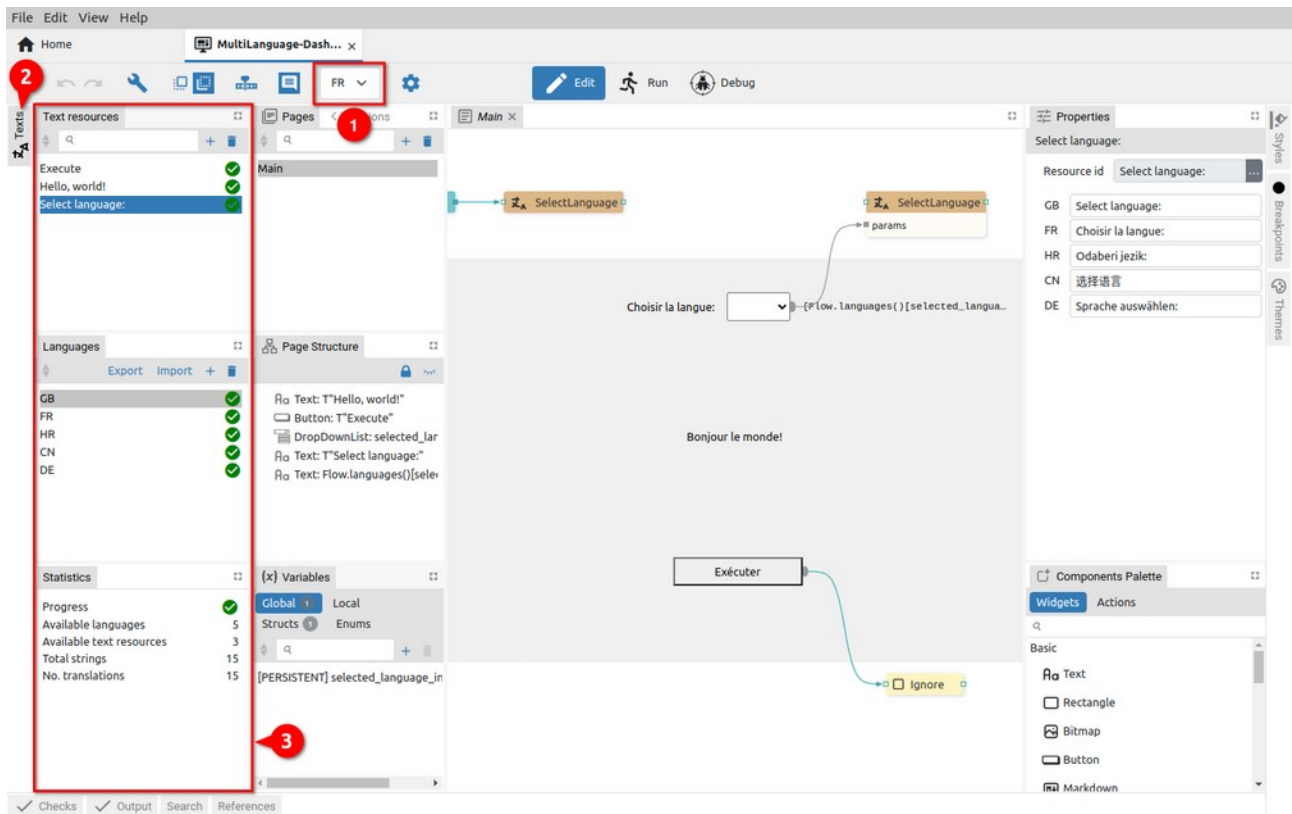 File Edit View Help
Home
MultiLanguage-Dash... ×
2
FR
Edit
Run
Debug
1
Texts
Text resources
Execute
Hello, world!
Select language:
Languages
Export Import +
GB
FR
HR
CN
DE
Statistics
Progress
Available languages 5
Available text resources 3
Total strings 15
No. translations 15
3
Pages
ons
Main
Page Structure
Text: T"Hello, world!"
Button: T"Execute"
DropDownList: selected_lar
Text: T"Select language:"
Text: Flow.languages()[sele
(x) Variables
Global 1 Local
Structs 1 Enums
[PERSISTENT] selected_language_in
Main ×
SelectLanguage
SelectLanguage
params
Choisir la langue:
[Flow.languages()[selected_langua…
Bonjour le monde!
Exécuter
Ignore
Properties
Select language:
Resource id Select language: ...
GB Select language:
FR Choisir la langue:
HR Odaberi jezik:
CN 选择语言
DE Sprache auswählen:
Components Palette
Widgets Actions
Basic
Text
Rectangle
Bitmap
Button
Markdown
Styles
Breakpoints
Themes
Checks Output Search References